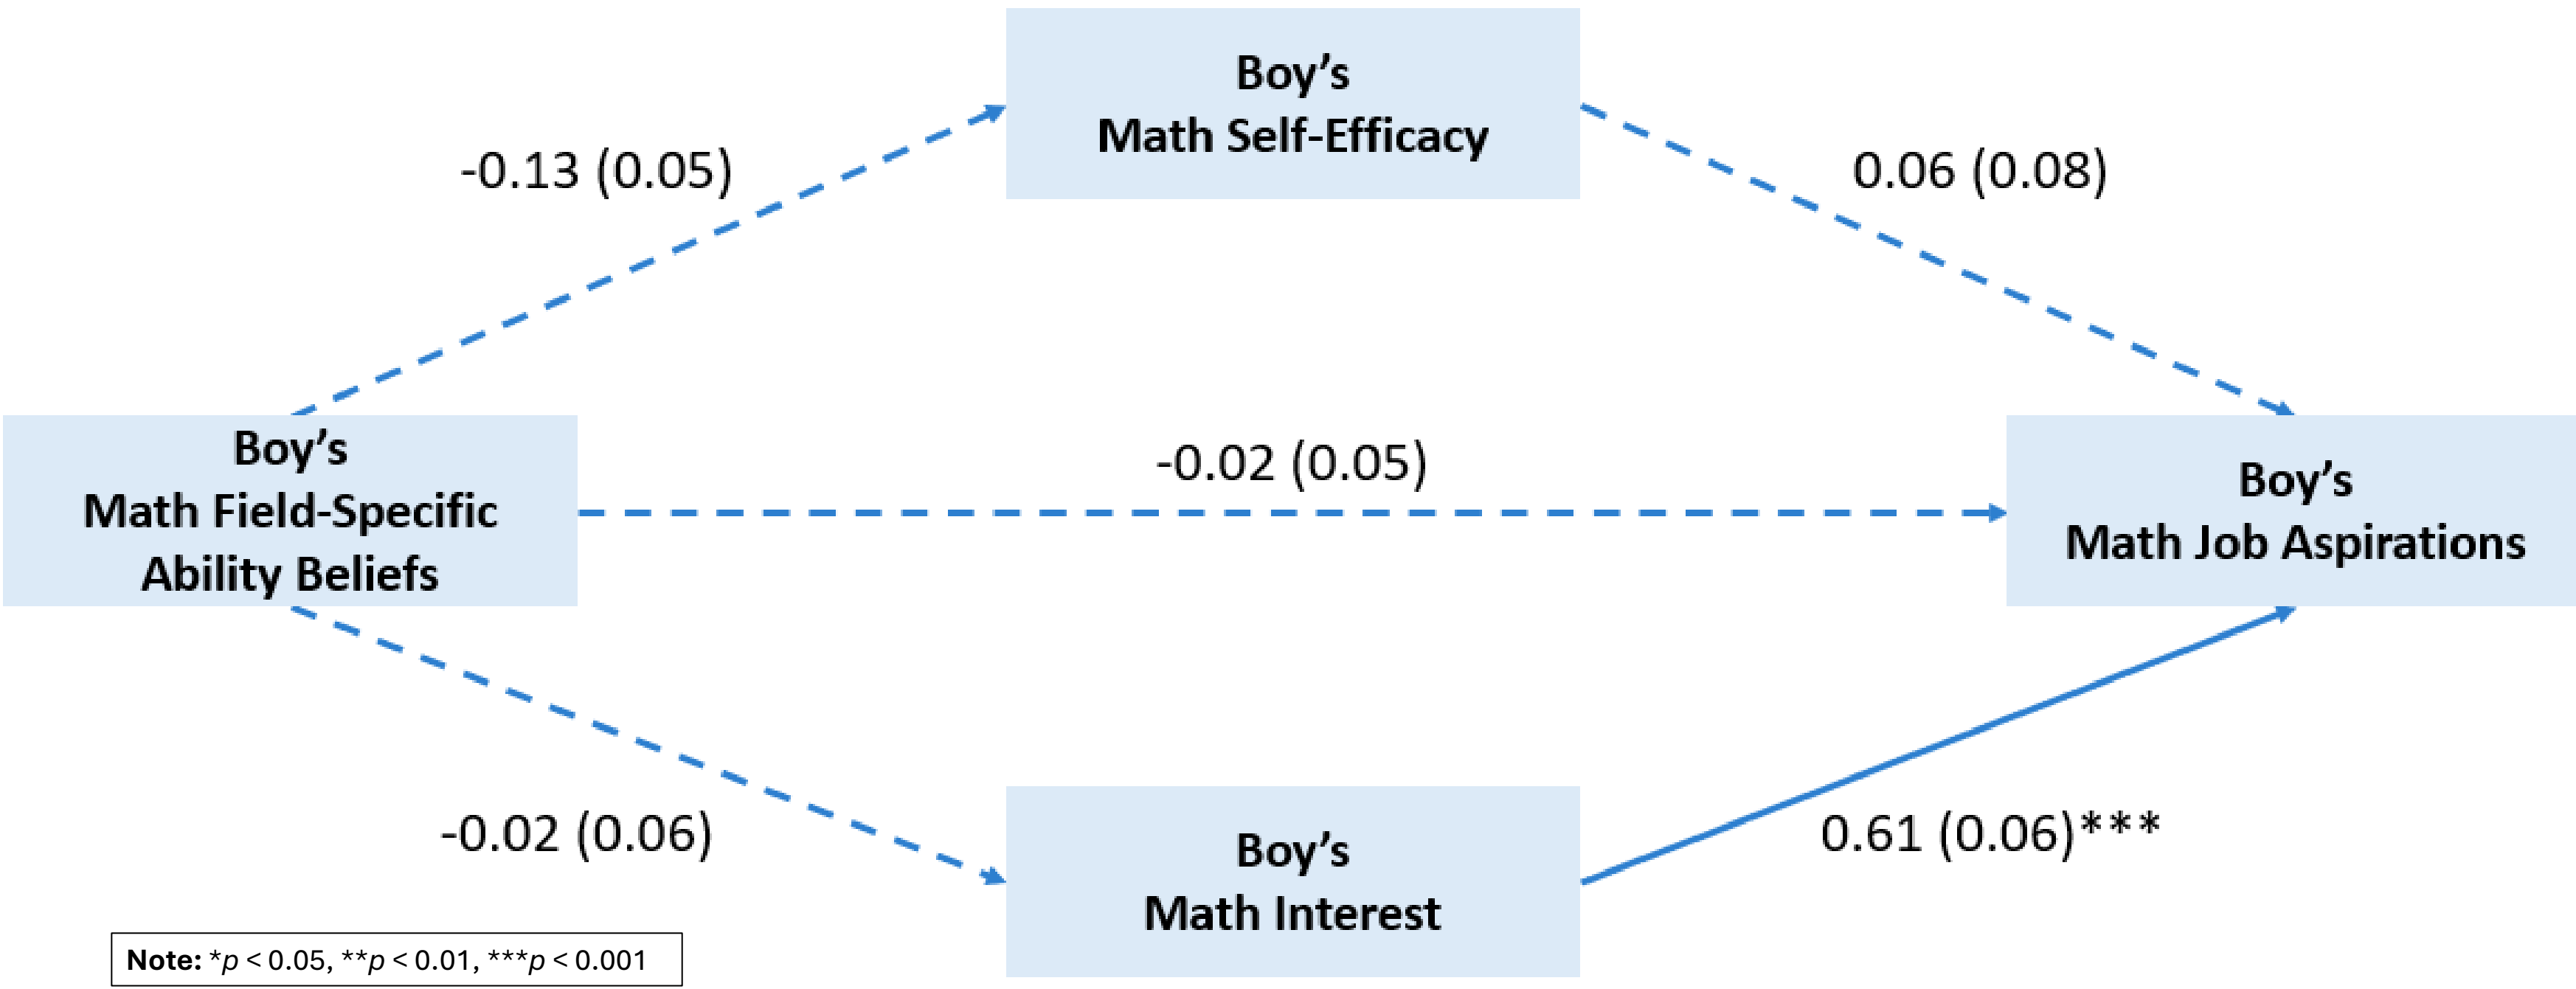 Boy’s
Math Self-Efficacy
-0.13 (0.05)
0.06 (0.08)
Boy’s
Math Field-Specific
Ability Beliefs
-0.02 (0.05)
Boy’s
Math Job Aspirations
-0.02 (0.06)
Boy’s
Math Interest
0.61 (0.06)***
Note: *p < 0.05, **p < 0.01, ***p < 0.001